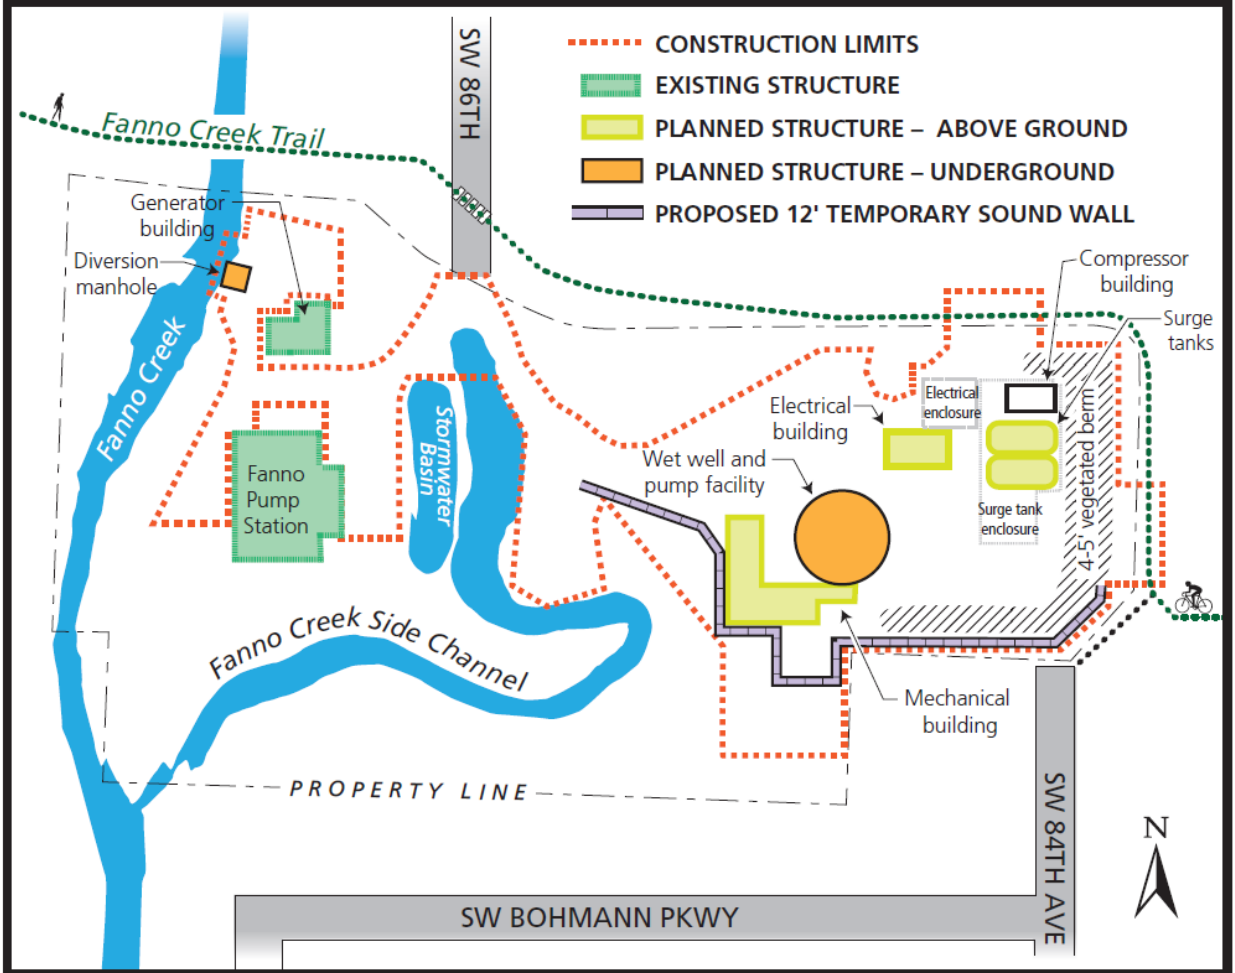 SW 86TH
CONSTRUCTION LIMITS
EXISTING STRUCTURE
PLANNED STRUCTURE – ABOVE GROUND
PLANNED STRUCTURE – UNDERGROUND
PROPOSED 12' TEMPORARY SOUND WALL
Fanno Creek Trail
Generator
building
Diversion
manhole
Compressor
building
Surge
tanks
Fanno Creek
Stormwater
Basin
Electrical
enclosure
Electrical
building
4-5' vegetated berm
Wet well and
pump facility
Fanno
Pump
Station
Surge tank
enclosure
Fanno Creek Side Channel
Mechanical
building
PROPERTY LINE
SW 84TH AVE
N
SW BOHMANN PKWY